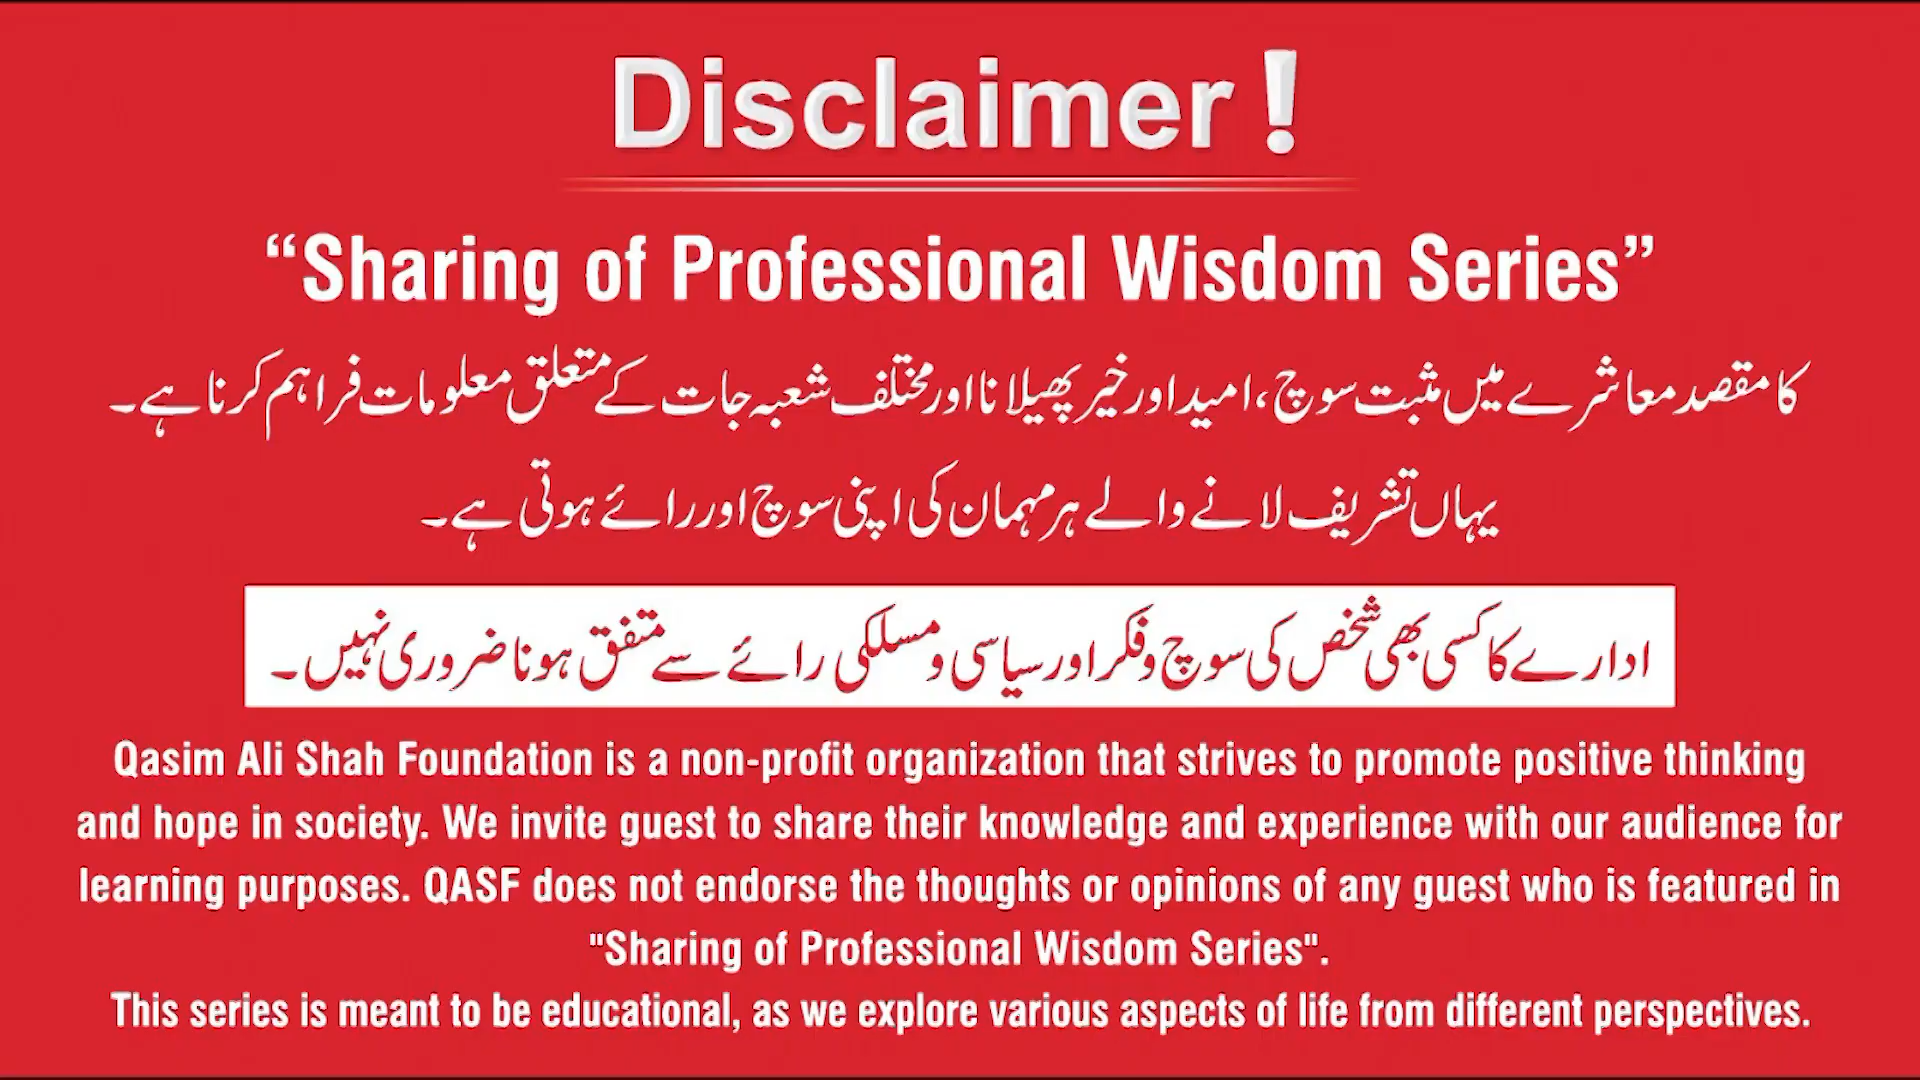 Disclaimer!
“Sharing of Professional Wisdom Series”
کا مقصد معاشرے میں مثبت سوچ، امید اور خیر پھیلانا اور مختلف شعبہ جات کے متعلق معلومات فراہم کرنا ہے۔
یہاں تشریف لانے والے ہر مہمان کی اپنی سوچ اور رائے ہوتی ہے۔
ادارے کا کسی بھی شخص کی سوچ و فکر اور سیاسی و مسلکی رائے سے متفق ہونا ضروری نہیں۔
Qasim Ali Shah Foundation is a non-profit organization that strives to promote positive thinking
and hope in society. We invite guest to share their knowledge and experience with our audience for
learning purposes. QASF does not endorse the thoughts or opinions of any guest who is featured in
"Sharing of Professional Wisdom Series".
This series is meant to be educational, as we explore various aspects of life from different perspectives.